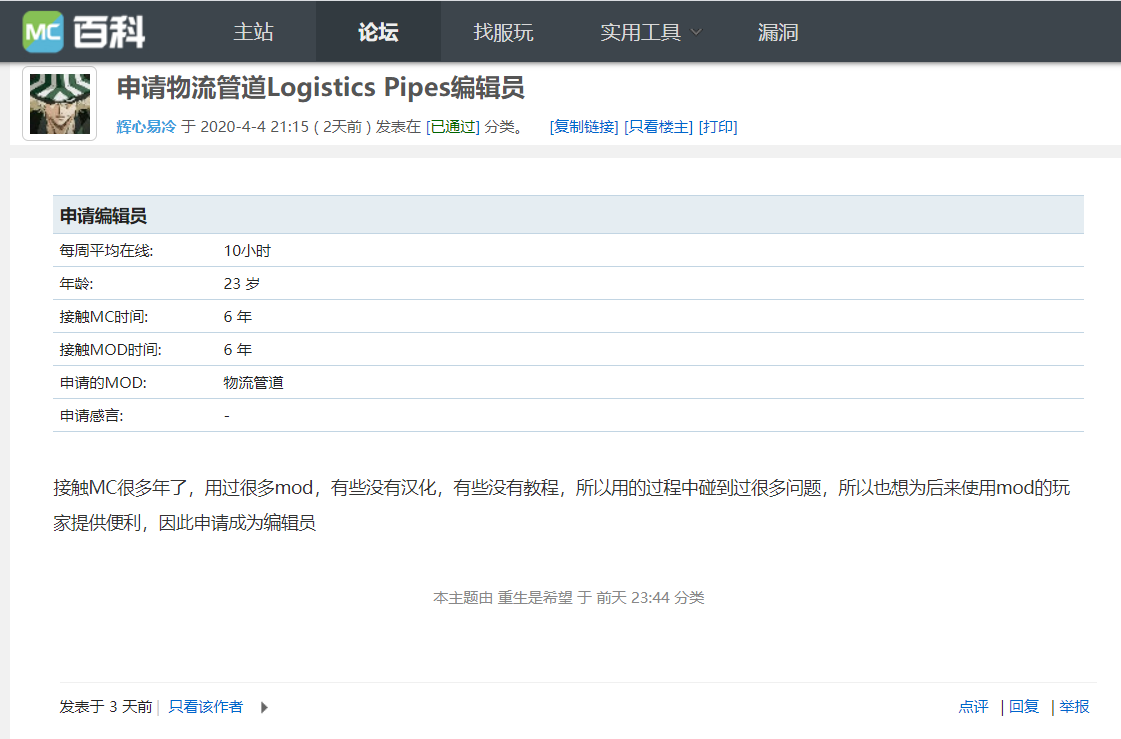 MC 百科 主站 论坛 找服玩 实用工具 漏洞
申请物流管道Logistics Pipes编辑员
辉心易冷 于 2020-4-4 21:15 ( 2天前 ) 发表在 [已通过] 分类。 [复制链接] [只看楼主] [打印]
申请编辑员
每周平均在线: 10小时
年龄: 23 岁
接触MC时间: 6 年
接触MOD时间: 6 年
申请的MOD: 物流管道
申请感言: -
接触MC很多年了，用过很多mod，有些没有汉化，有些没有教程，所以用的过程中碰到过很多问题，所以也想为后来使用mod的玩
家提供便利，因此申请成为编辑员
本主题由 重生是希望 于 前天 23:44 分类
发表于 3 天前 | 只看该作者 点评 | 回复 | 举报